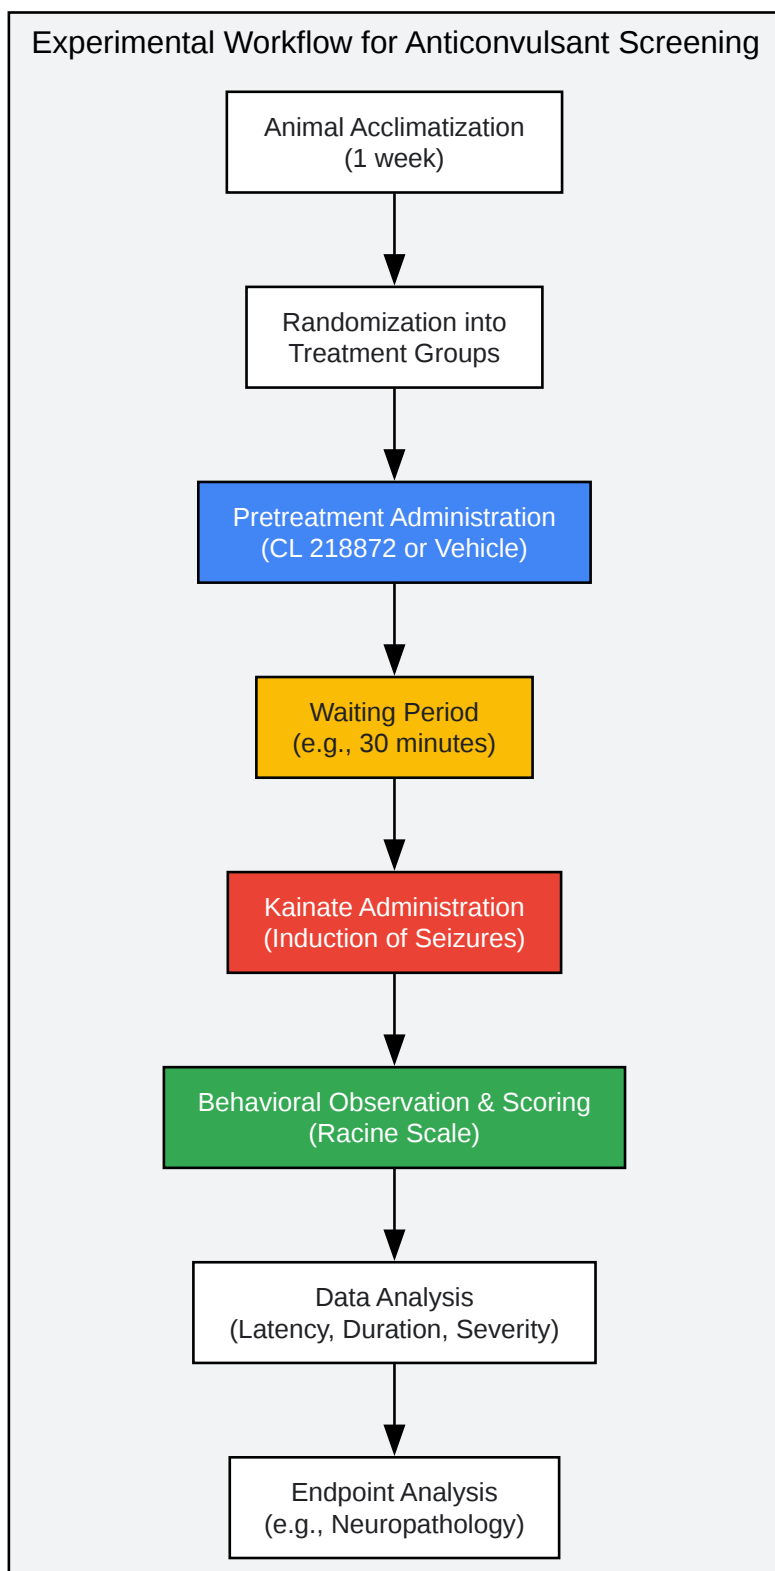 Experimental Workflow for Anticonvulsant Screening
Animal Acclimatization
(1 week)
Randomization into
Treatment Groups
Pretreatment Administration
(CL 218872 or Vehicle)
Waiting Period
(e.g., 30 minutes)
Kainate Administration
(Induction of Seizures)
Behavioral Observation & Scoring
(Racine Scale)
Data Analysis
(Latency, Duration, Severity)
Endpoint Analysis
(e.g., Neuropathology)